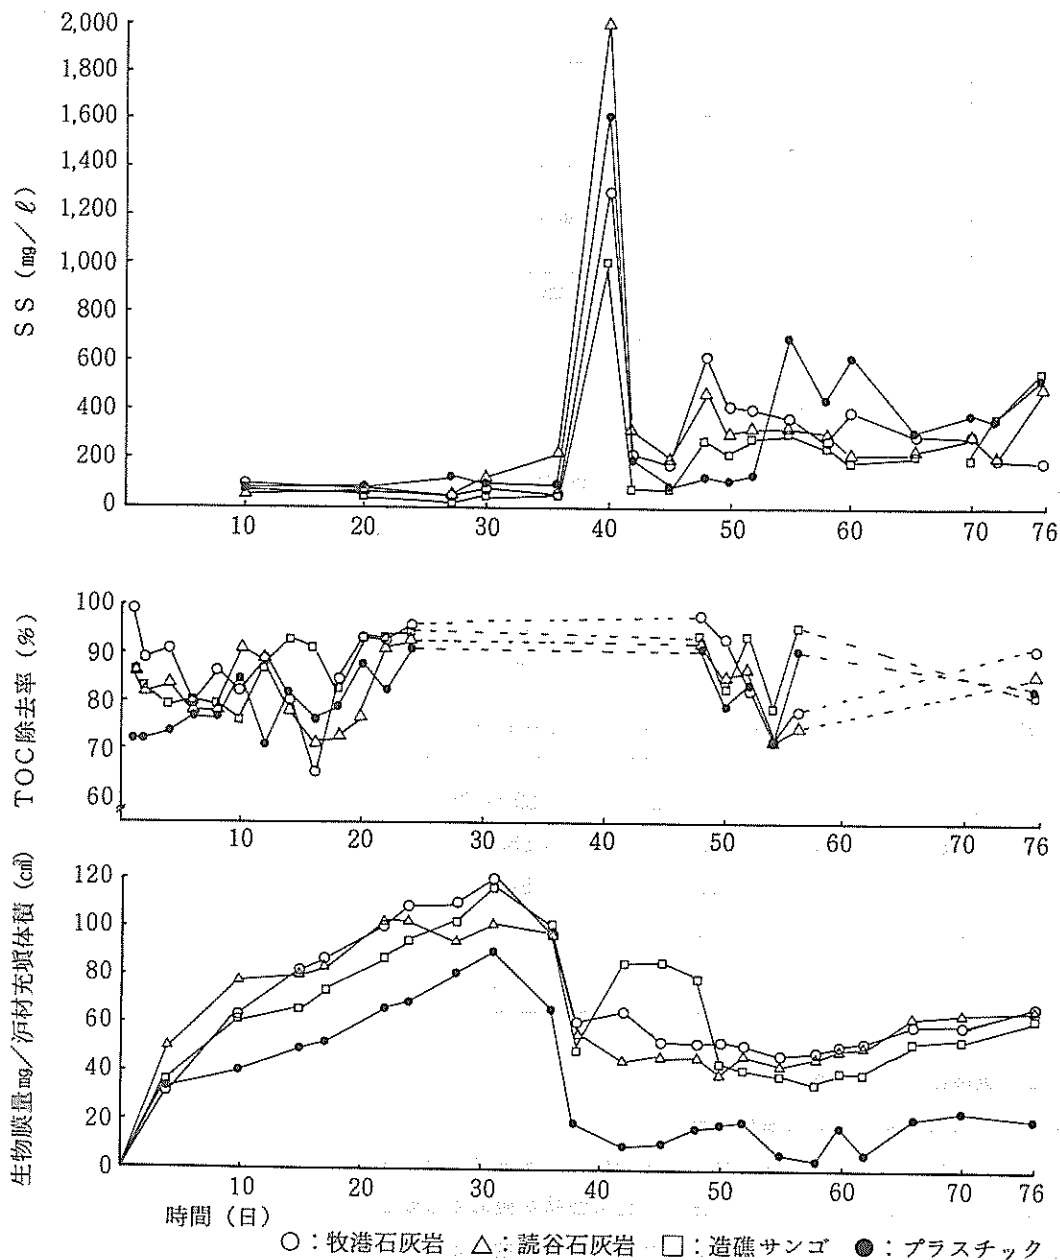 2,000
1,800
1,600
1,400
1,200
1,000
800
600
400
200
0
SS (mg/ℓ)
10 20 30 40 50 60 70 76
100
90
80
70
60
TOC除去率 (%)
10 20 30 40 50 60 70 76
120
100
80
60
40
20
0
生物膜量mg/沪材充填体積 (cm³)
10 20 30 40 50 60 70 76
時間(日)
○:牧港石灰岩 △:読谷石灰岩 □:造礁サンゴ ●:プラスチック